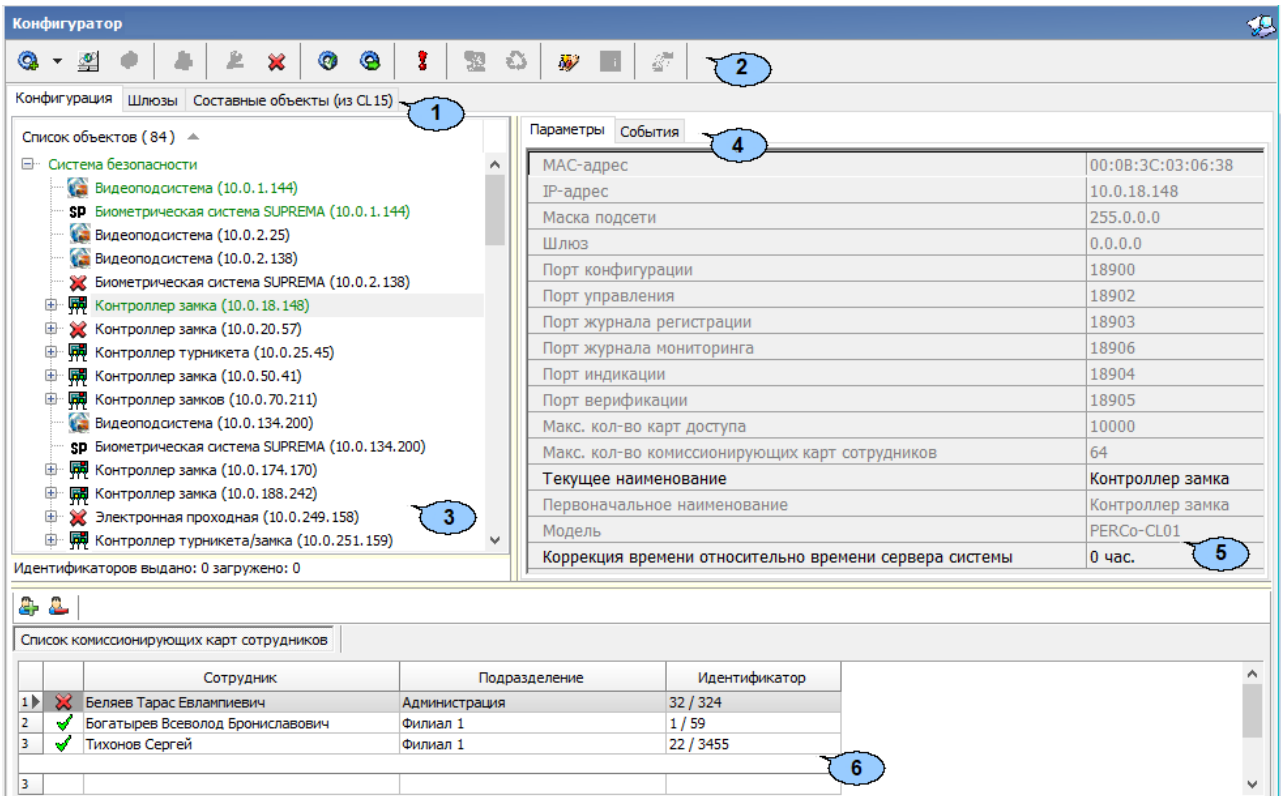 Конфигуратор
2
Конфигурация Шлюзы Составные объекты (из CL15)
1
Список объектов (84)
Система безопасности
Видеоподсистема (10.0.1.144)
SP Биометрическая система SUPREMA (10.0.1.144)
Видеоподсистема (10.0.2.25)
Видеоподсистема (10.0.2.138)
Биометрическая система SUPREMA (10.0.2.138)
Контроллер замка (10.0.18.148)
Контроллер замка (10.0.20.57)
Контроллер турникета (10.0.25.45)
Контроллер замка (10.0.50.41)
Контроллер замков (10.0.70.211)
Видеоподсистема (10.0.134.200)
SP Биометрическая система SUPREMA (10.0.134.200)
Контроллер замка (10.0.174.170)
Контроллер замка (10.0.188.242)
Электронная проходная (10.0.249.158)
Контроллер турникета/замка (10.0.251.159)
3
Идентификаторов выдано: 0 загружено: 0
Параметры События
4
MAC-адрес 00:0B:3C:03:06:38
IP-адрес 10.0.18.148
Маска подсети 255.0.0.0
Шлюз 0.0.0.0
Порт конфигурации 18900
Порт управления 18902
Порт журнала регистрации 18903
Порт журнала мониторинга 18906
Порт индикации 18904
Порт верификации 18905
Макс. кол-во карт доступа 10000
Макс. кол-во комиссионирующих карт сотрудников 64
Текущее наименование Контроллер замка
Первоначальное наименование Контроллер замка
Модель PERCo-CL01
Коррекция времени относительно времени сервера системы 0 час.
5
Список комиссионирующих карт сотрудников
Сотрудник Подразделение Идентификатор
1 Беляев Тарас Евлампиевич Администрация 32 / 324
2 Богатырев Всеволод Брониславович Филиал 1 1 / 59
3 Тихонов Сергей Филиал 1 22 / 3455
6
3